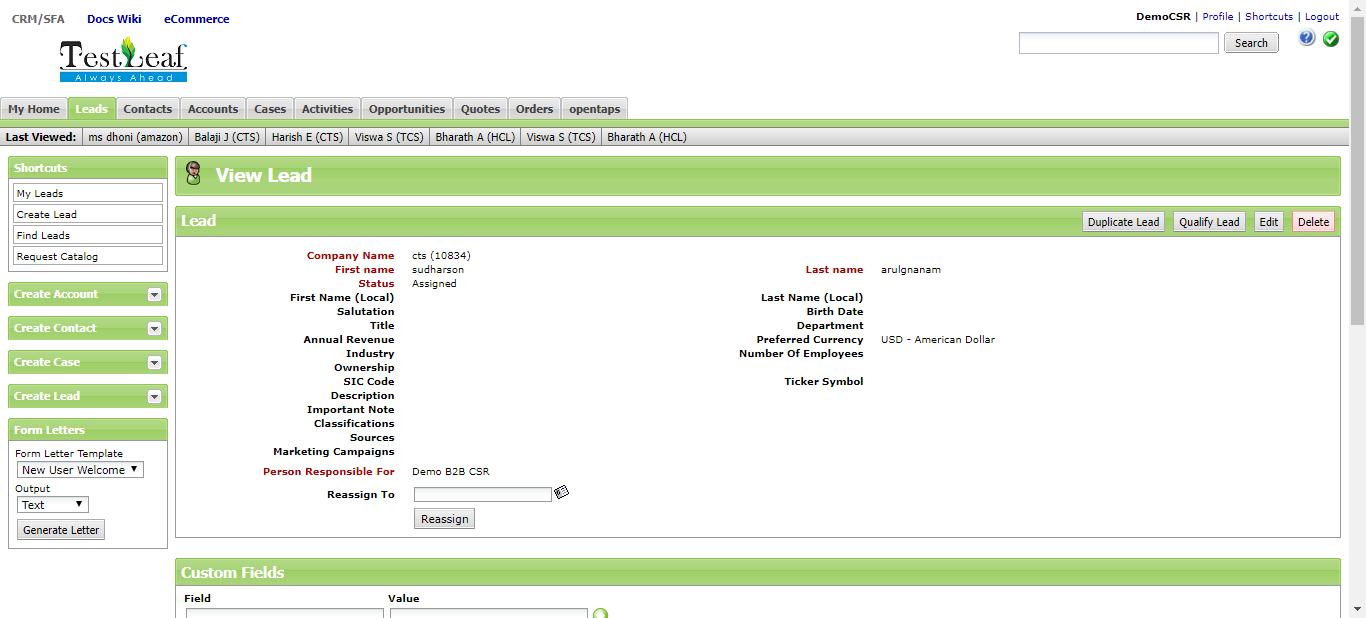 CRM/SFA Docs Wiki eCommerce
DemoCSR | Profile | Shortcuts | Logout
TestLeaf
Always Ahead
Search
My Home Leads Contacts Accounts Cases Activities Opportunities Quotes Orders opentaps
Last Viewed: ms dhoni (amazon) Balaji J (CTS) Harish E (CTS) Viswa S (TCS) Bharath A (HCL) Viswa S (TCS) Bharath A (HCL)
Shortcuts
My Leads
Create Lead
Find Leads
Request Catalog
Create Account
Create Contact
Create Case
Create Lead
Form Letters
Form Letter Template
New User Welcome
Output
Text
Generate Letter
View Lead
Lead
Duplicate Lead Qualify Lead Edit Delete
Company Name cts (10834)
First name sudharson Last name arulgnanam
Status Assigned
First Name (Local) Last Name (Local)
Salutation Birth Date
Title Department
Annual Revenue Preferred Currency USD - American Dollar
Industry Number Of Employees
Ownership
SIC Code Ticker Symbol
Description
Important Note
Classifications
Sources
Marketing Campaigns
Person Responsible For Demo B2B CSR
Reassign To
Reassign
Custom Fields
Field Value